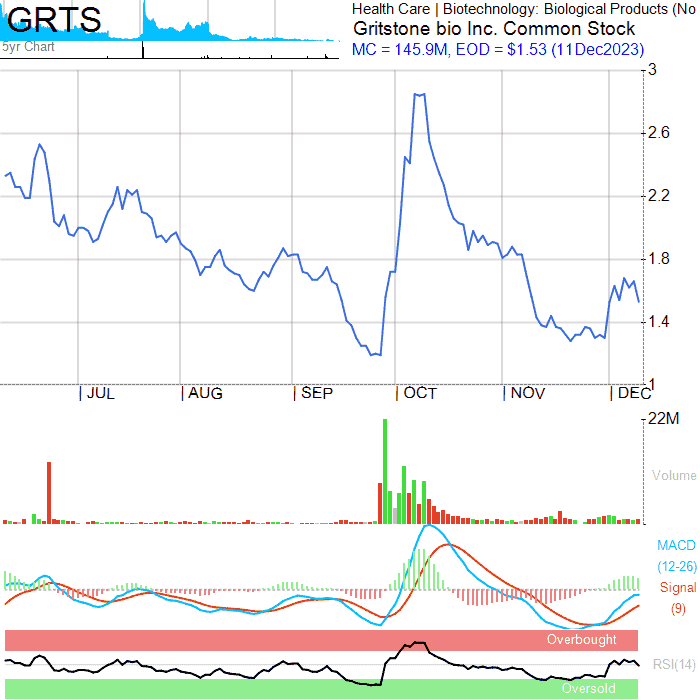 GRTS
5yr Chart
Health Care | Biotechnology: Biological Products (No
Gritstone bio Inc. Common Stock
MC = 145.9M, EOD = $1.53 (11Dec2023)
3
2.6
2.2
1.8
1.4
1
| JUL | AUG | SEP | OCT | NOV | DEC
22M
Volume
MACD
(12-26)
Signal
(9)
Overbought
RSI(14)
Oversold